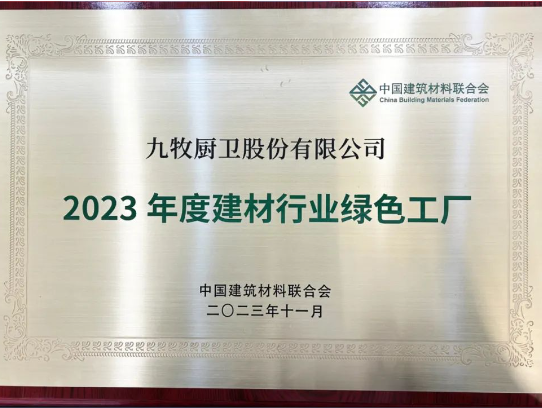 中国建筑材料联合会
China Building Materials Federation
九牧厨卫股份有限公司
2023 年度建材行业绿色工厂
中国建筑材料联合会
二〇二三年十一月